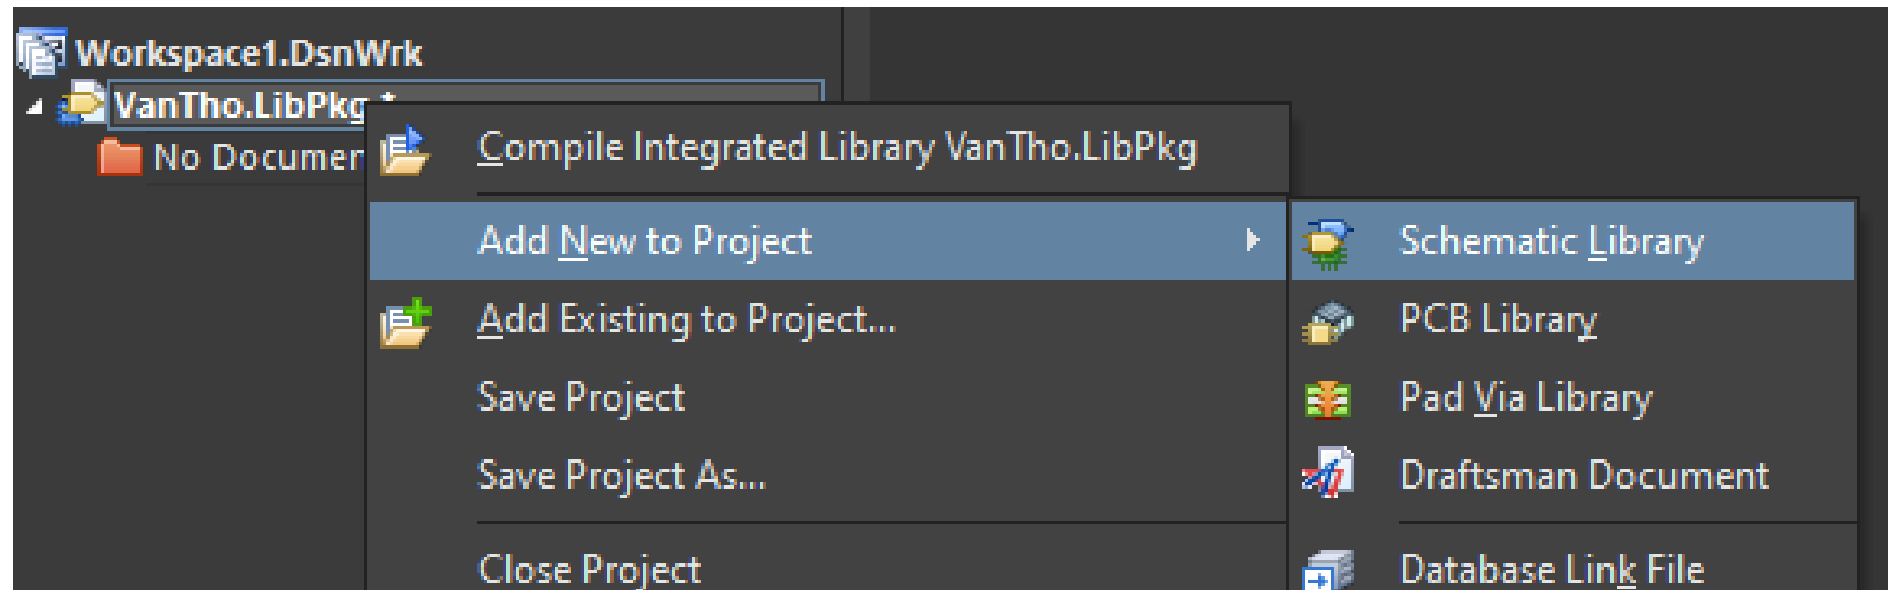 Workspace1.DsnWrk
VanTho.LibPkg *
No Documen
Compile Integrated Library VanTho.LibPkg
Add New to Project
Add Existing to Project...
Save Project
Save Project As...
Close Project
Schematic Library
PCB Library
Pad Via Library
Draftsman Document
Database Link File